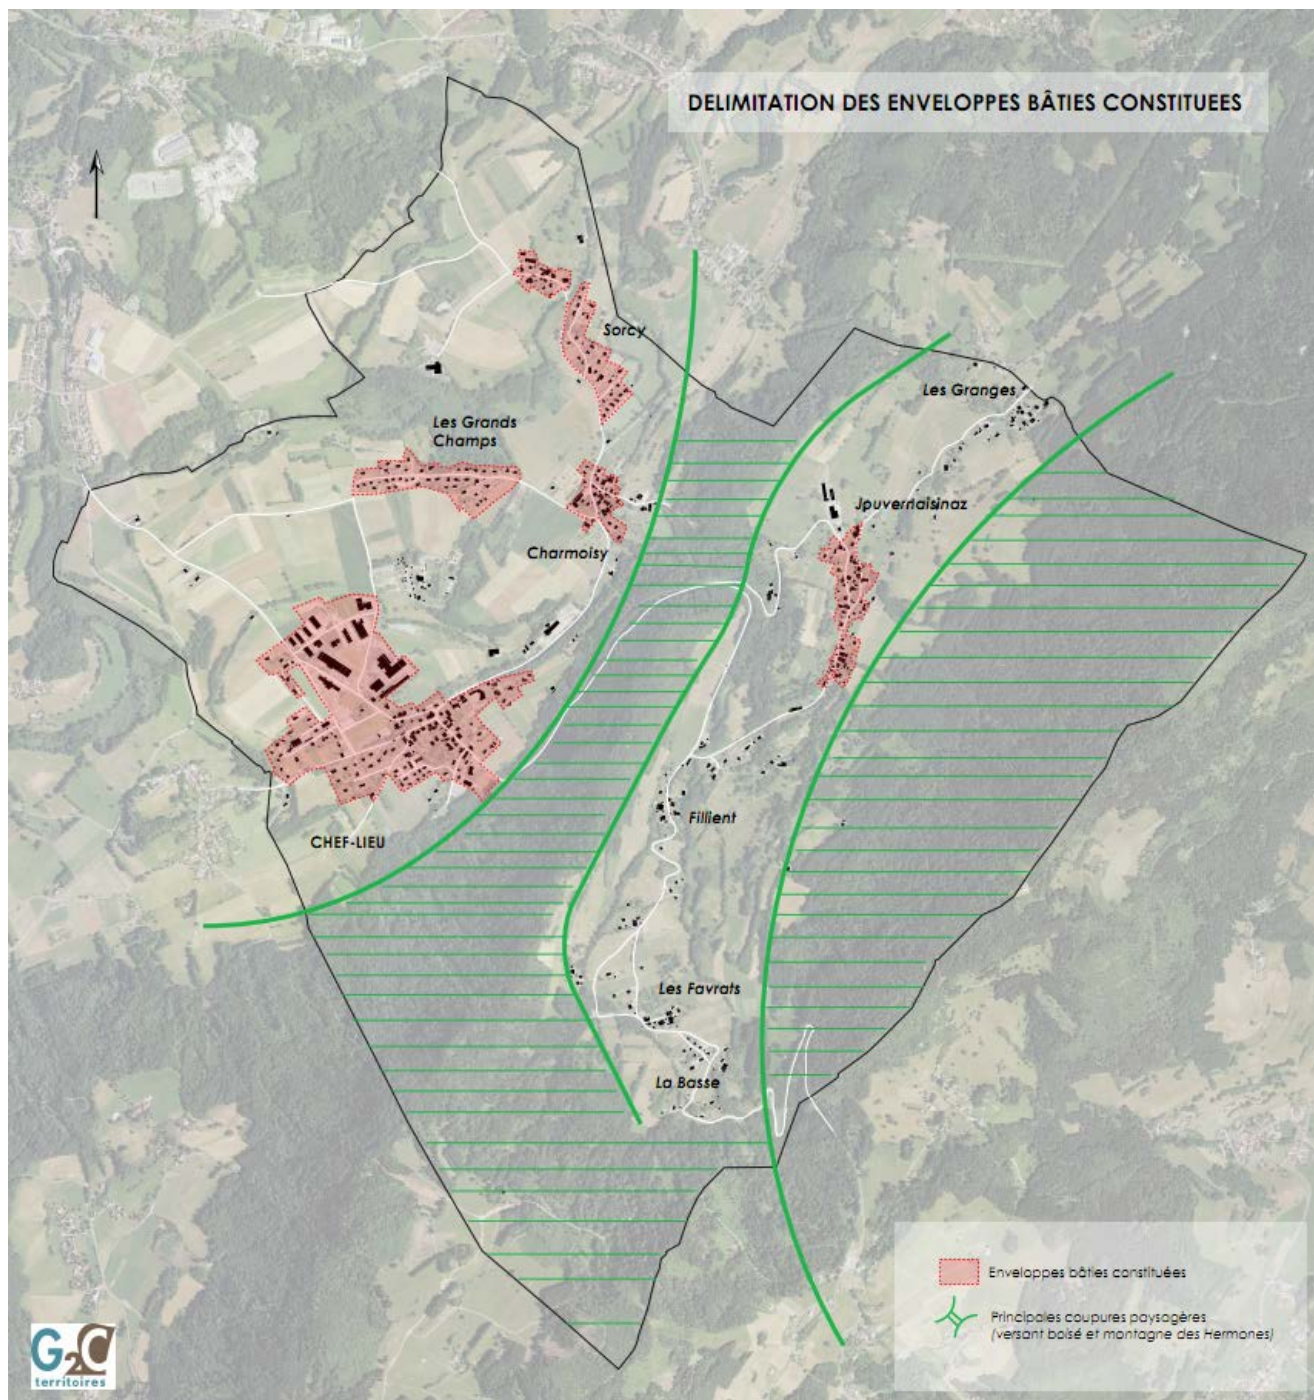 DELIMITATION DES ENVELOPPES BÂTIES CONSTITUEES
Sorcy
Les Granges
Les Grands
Champs
Jouvernaisinaz
Charmoisy
Fillient
CHEF-LIEU
Les Favrats
La Basse
Enveloppes bâties constituées
Principales coupures paysagères
(versant boisé et montagne des Hermones)
G2C
territoires